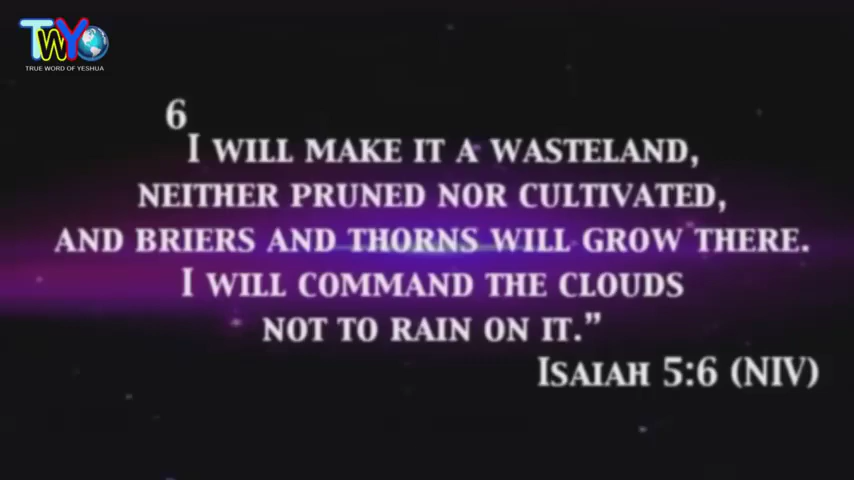 TWY
TRUE WORD OF YESHUA
6
I WILL MAKE IT A WASTELAND,
NEITHER PRUNED NOR CULTIVATED,
AND BRIERS AND THORNS WILL GROW THERE.
I WILL COMMAND THE CLOUDS
NOT TO RAIN ON IT.”
ISAIAH 5:6 (NIV)